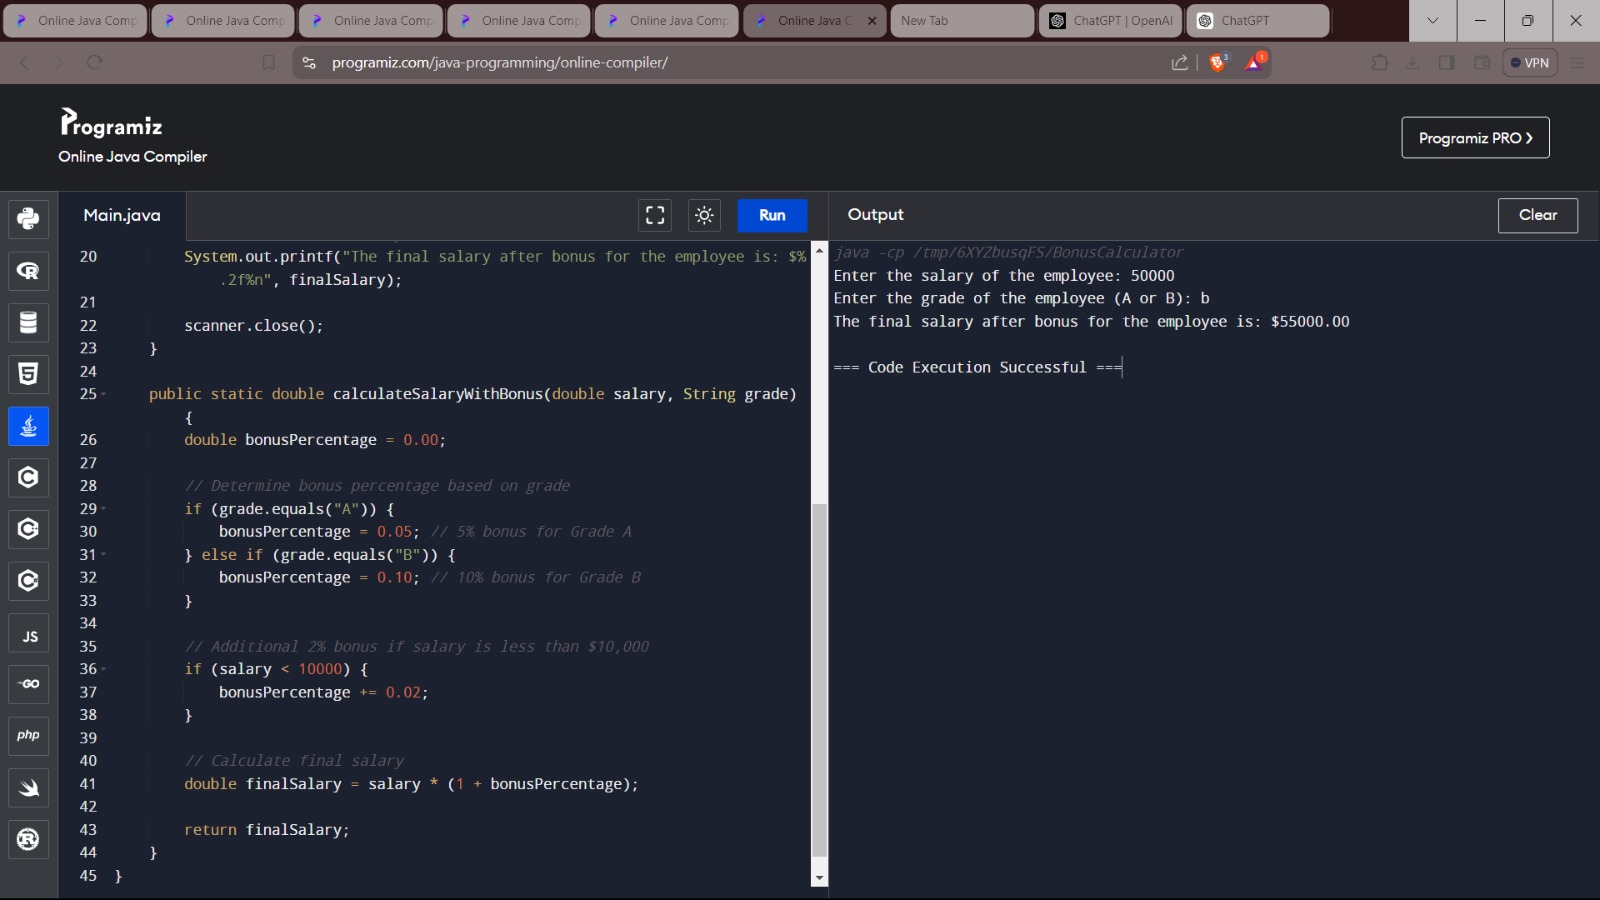 Online Java Comp
Online Java Comp
Online Java Comp
Online Java Comp
Online Java Comp
Online Java C
New Tab
ChatGPT | OpenAI
ChatGPT
programiz.com/java-programming/online-compiler/
3
1
VPN
Programiz
Online Java Compiler
Programiz PRO
Main.java
Run
Output
Clear
20 System.out.printf("The final salary after bonus for the employee is: $%
.2f%n", finalSalary);
21
22 scanner.close();
23 }
24
25 public static double calculateSalaryWithBonus(double salary, String grade)
{
26 double bonusPercentage = 0.00;
27
28 // Determine bonus percentage based on grade
29 if (grade.equals("A")) {
30 bonusPercentage = 0.05; // 5% bonus for Grade A
31 } else if (grade.equals("B")) {
32 bonusPercentage = 0.10; // 10% bonus for Grade B
33 }
34
35 // Additional 2% bonus if salary is less than $10,000
36 if (salary < 10000) {
37 bonusPercentage += 0.02;
38 }
39
40 // Calculate final salary
41 double finalSalary = salary * (1 + bonusPercentage);
42
43 return finalSalary;
44 }
45 }
java -cp /tmp/6XYZbusqFS/BonusCalculator
Enter the salary of the employee: 50000
Enter the grade of the employee (A or B): b
The final salary after bonus for the employee is: $55000.00
=== Code Execution Successful ===
R
5
C
C
C
JS
GO
php
R